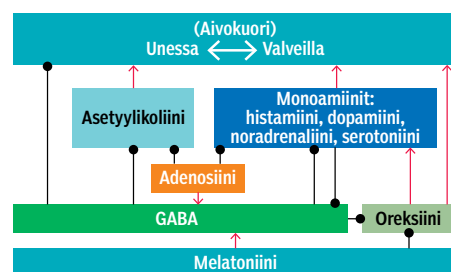 (Aivokuori)
Unessa Valveilla
Asetyylikoliini
Monoamiinit:
histamiini, dopamiini,
noradrenaliini, serotoniini
Adenosiini
GABA
Oreksiini
Melatoniini